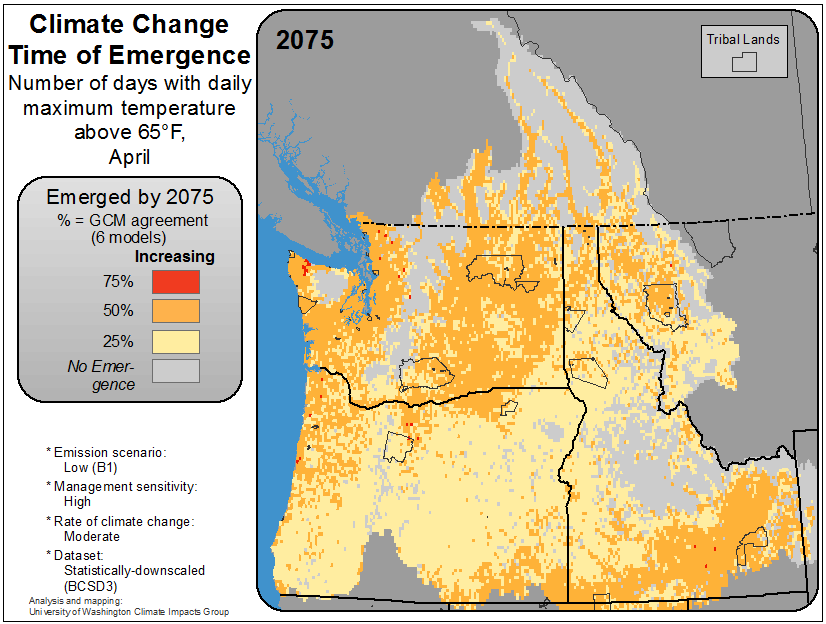 Climate Change
Time of Emergence
Number of days with daily
maximum temperature
above 65°F,
April
Emerged by 2075
% = GCM agreement
(6 models)
Increasing
75%
50%
25%
No Emer-
gence
* Emission scenario:
Low (B1)
* Management sensitivity:
High
* Rate of climate change:
Moderate
* Dataset:
Statistically-downscaled
(BCSD3)
Analysis and mapping:
University of Washington Climate Impacts Group
2075
Tribal Lands